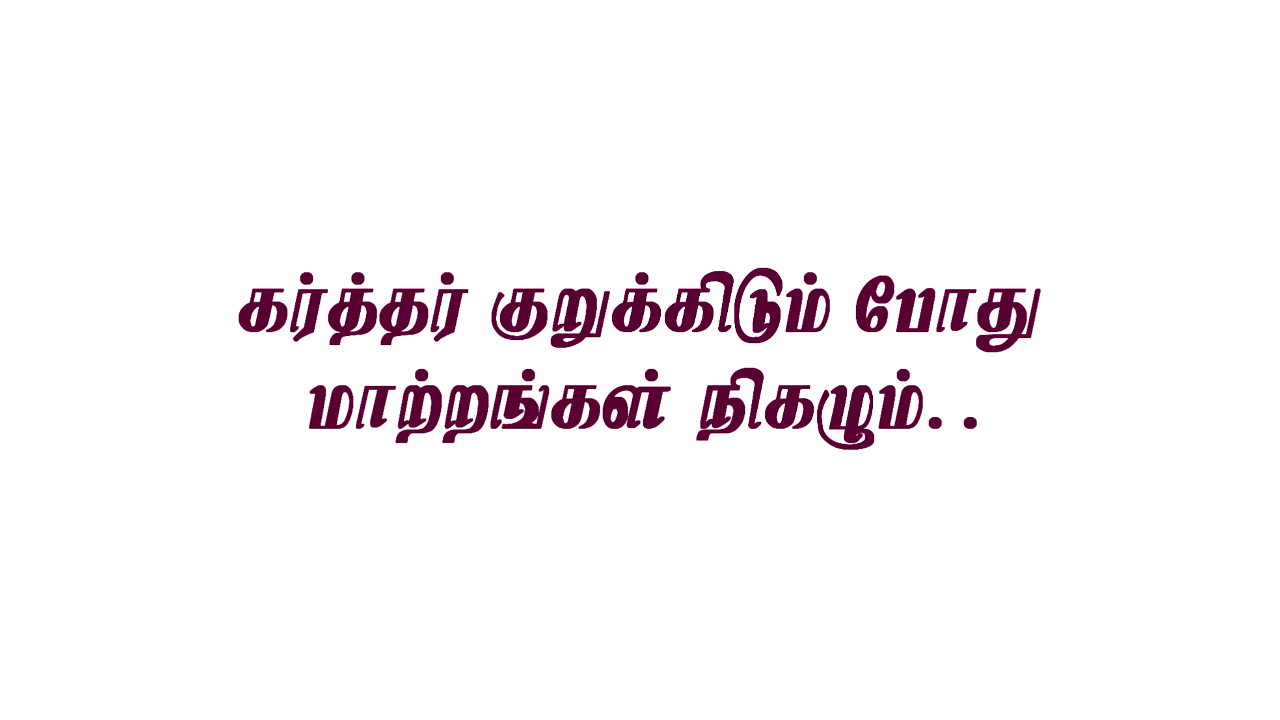 கர்த்தர் குறுக்கிடும் போது
மாற்றங்கள் நிகழும்..